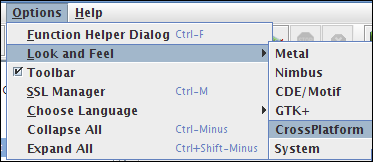 Options Help
Function Helper Dialog Ctrl-F
Look and Feel
Toolbar
SSL Manager Ctrl-M
Choose Language
Collapse All Ctrl-Minus
Expand All Ctrl+Shift-Minus
Metal
Nimbus
CDE/Motif
GTK+
CrossPlatform
System